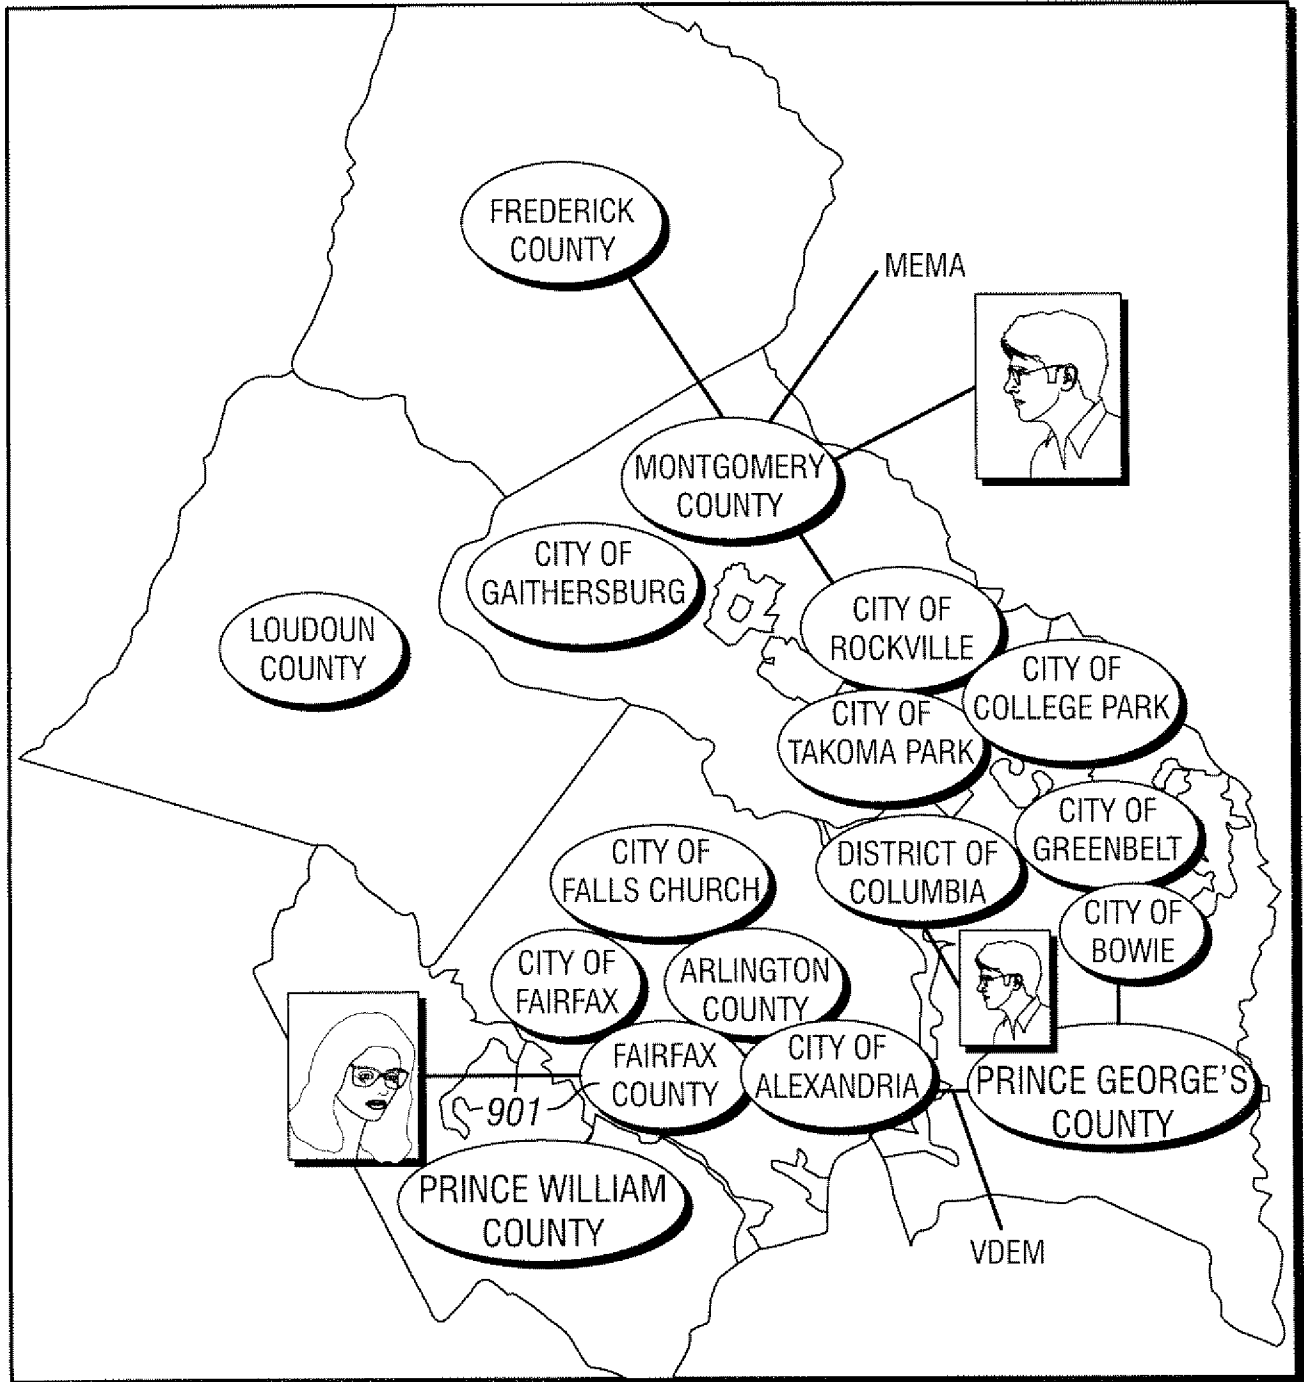 FREDERICK
COUNTY
MEMA
MONTGOMERY
COUNTY
CITY OF
GAITHERSBURG
CITY OF
ROCKVILLE
LOUDOUN
COUNTY
CITY OF
COLLEGE PARK
CITY OF
TAKOMA PARK
CITY OF
GREENBELT
DISTRICT OF
COLUMBIA
CITY OF
FALLS CHURCH
CITY OF
BOWIE
CITY OF
FAIRFAX
ARLINGTON
COUNTY
FAIRFAX
COUNTY
CITY OF
ALEXANDRIA
PRINCE GEORGE'S
COUNTY
901
PRINCE WILLIAM
COUNTY
VDEM